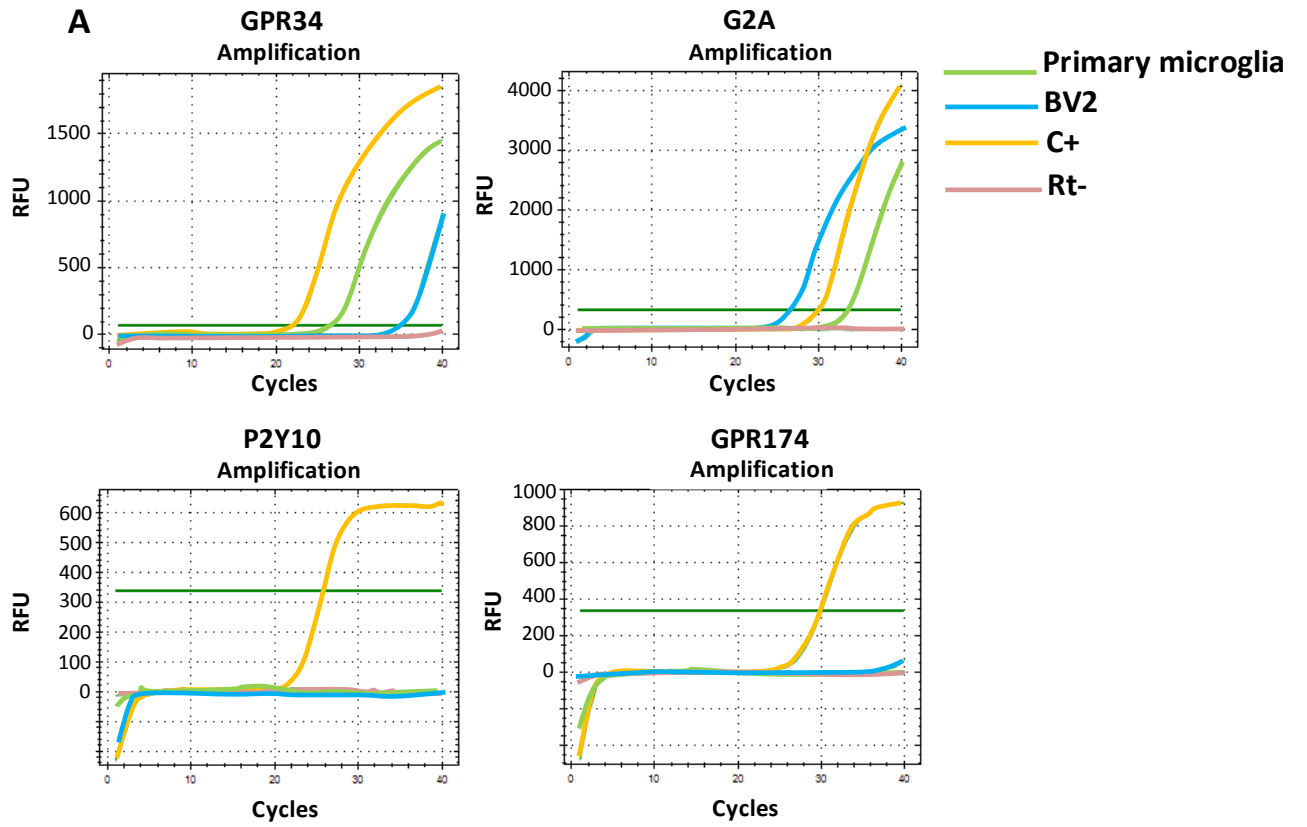 A
GPR34
Amplification
RFU
1500
1000
500
0
0
10
20
30
40
Cycles
G2A
Amplification
RFU
4000
3000
2000
1000
0
0
10
20
30
40
Cycles
Primary microglia
BV2
C+
Rt-
P2Y10
Amplification
RFU
600
500
400
300
200
100
0
0
10
20
30
40
Cycles
GPR174
Amplification
RFU
1000
800
600
400
200
0
0
10
20
30
40
Cycles